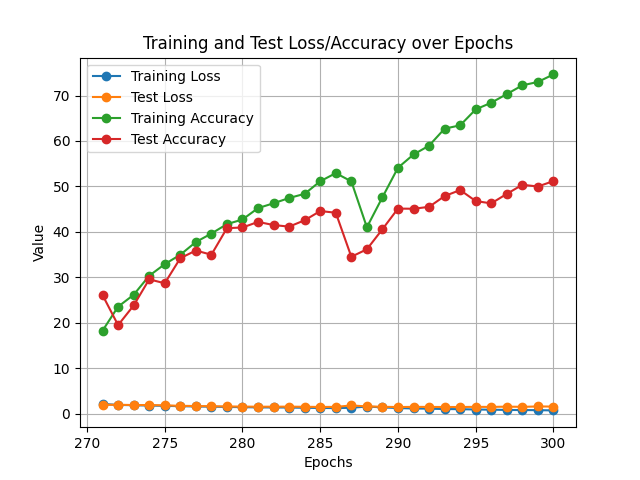 Training and Test Loss/Accuracy over Epochs
Training Loss
Test Loss
Training Accuracy
Test Accuracy
Value
70
60
50
40
30
20
10
0
270 275 280 285 290 295 300
Epochs